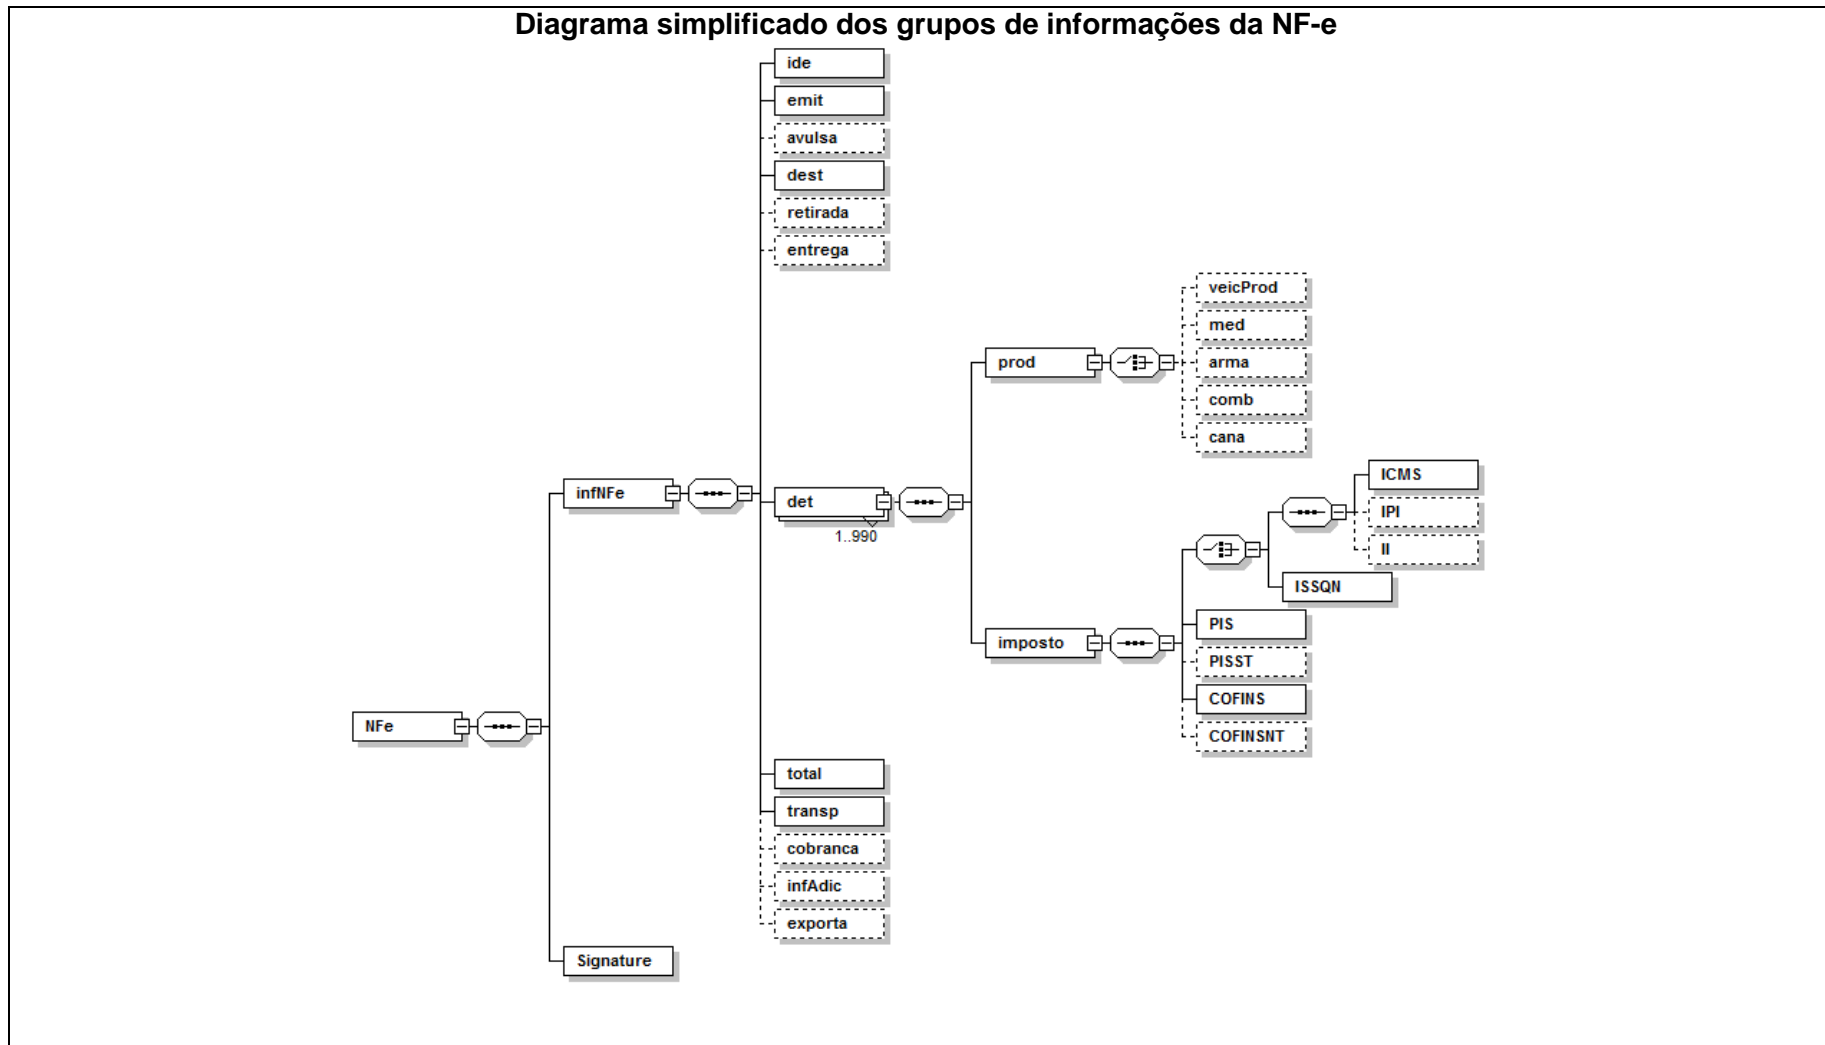 Diagrama simplificado dos grupos de informações da NF-e
ide
emit
avulsa
dest
retirada
entrega
veicProd
med
prod
arma
comb
cana
ICMS
infNFe
det
IPI
1..990
II
ISSQN
PIS
imposto
PISST
COFINS
NFe
COFINSNT
total
transp
cobranca
infAdic
exporta
Signature